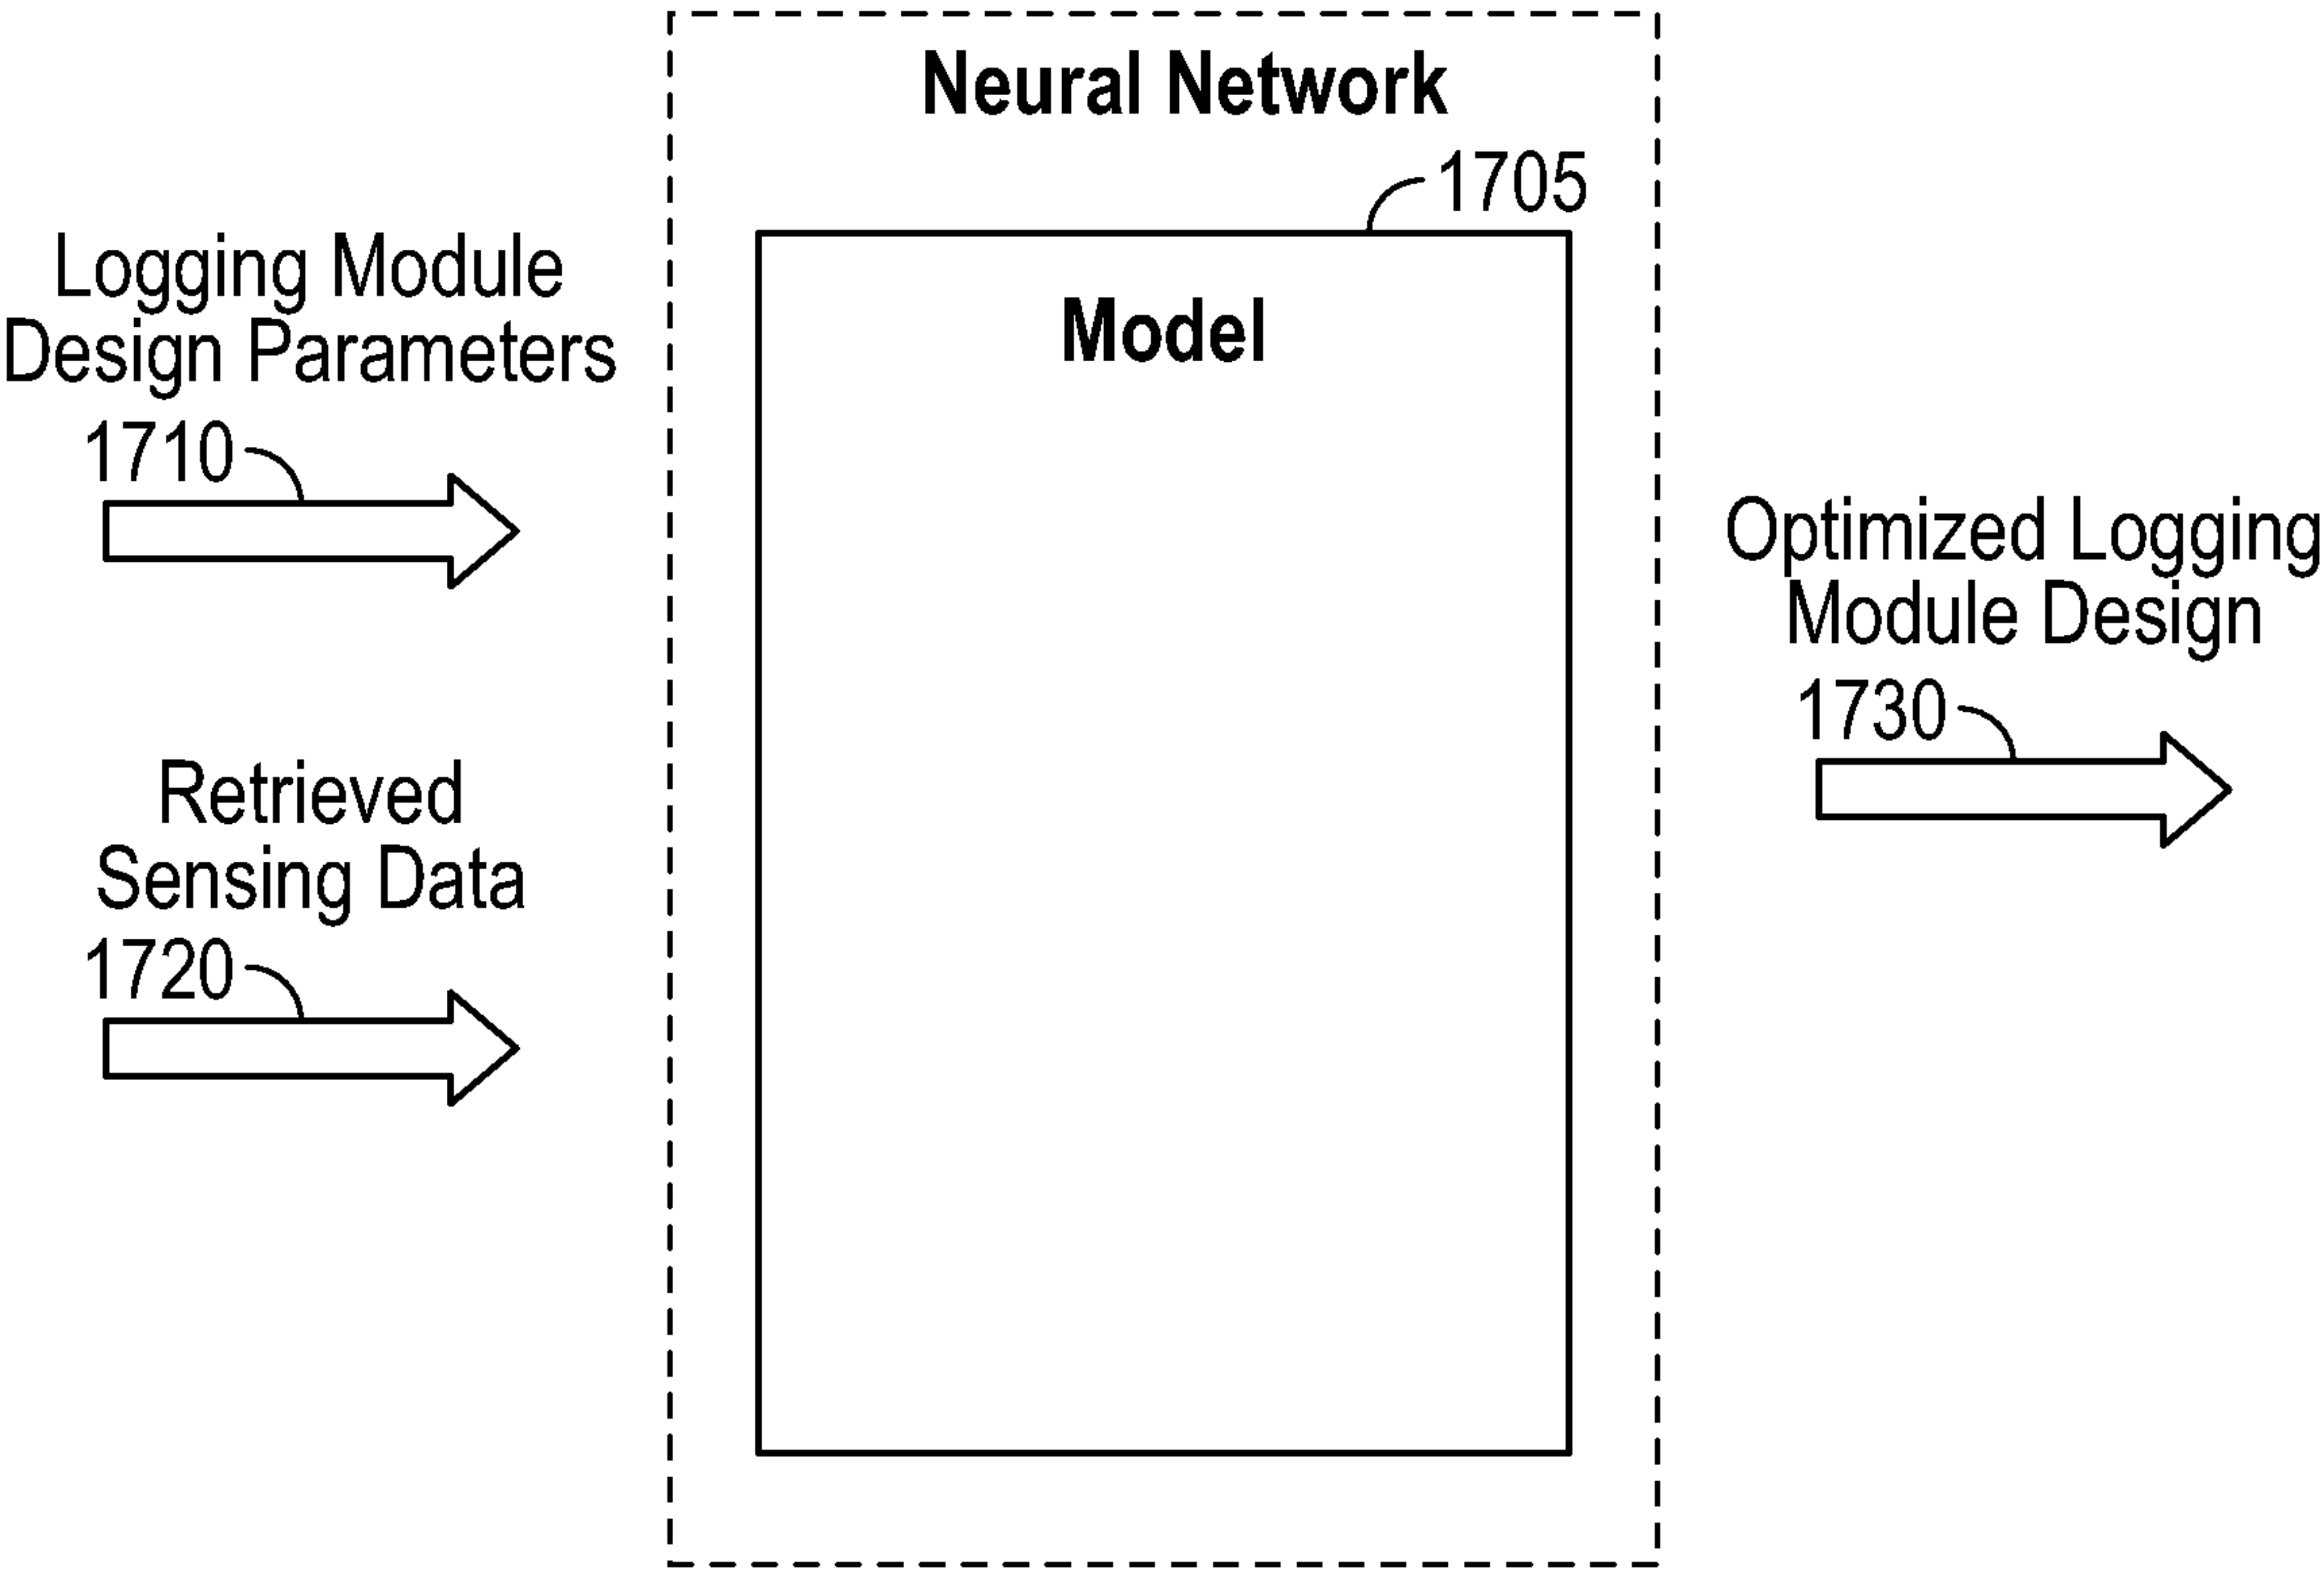 Neural Network
1705
Model
Logging Module
Design Parameters
1710
Retrieved
Sensing Data
1720
Optimized Logging
Module Design
1730